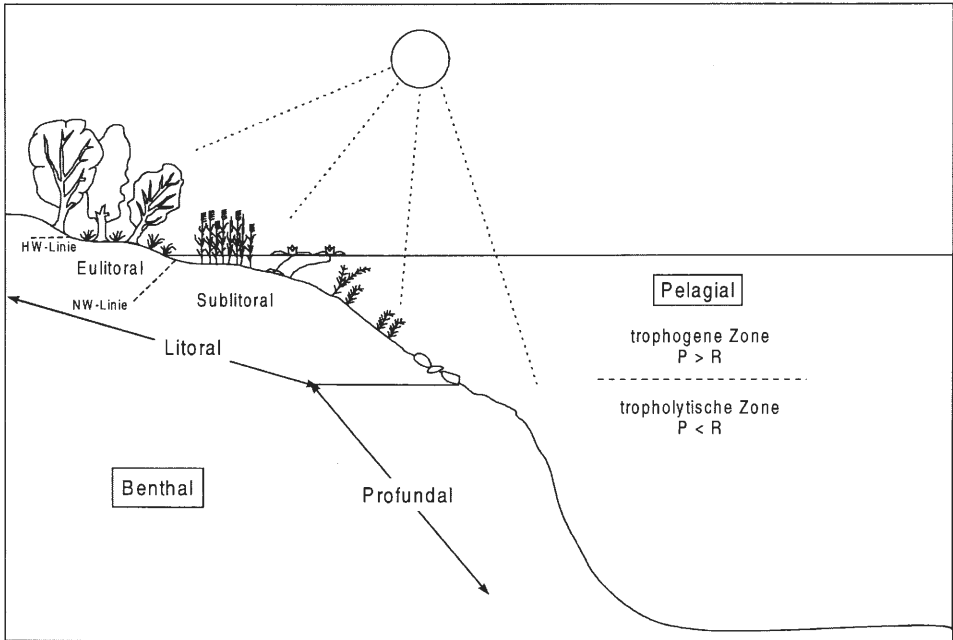 HW-Linie
Eulitoral
NW-Linie
Sublitoral
Litoral
Pelagial
trophogene Zone
P > R
tropholytische Zone
P < R
Benthal
Profundal